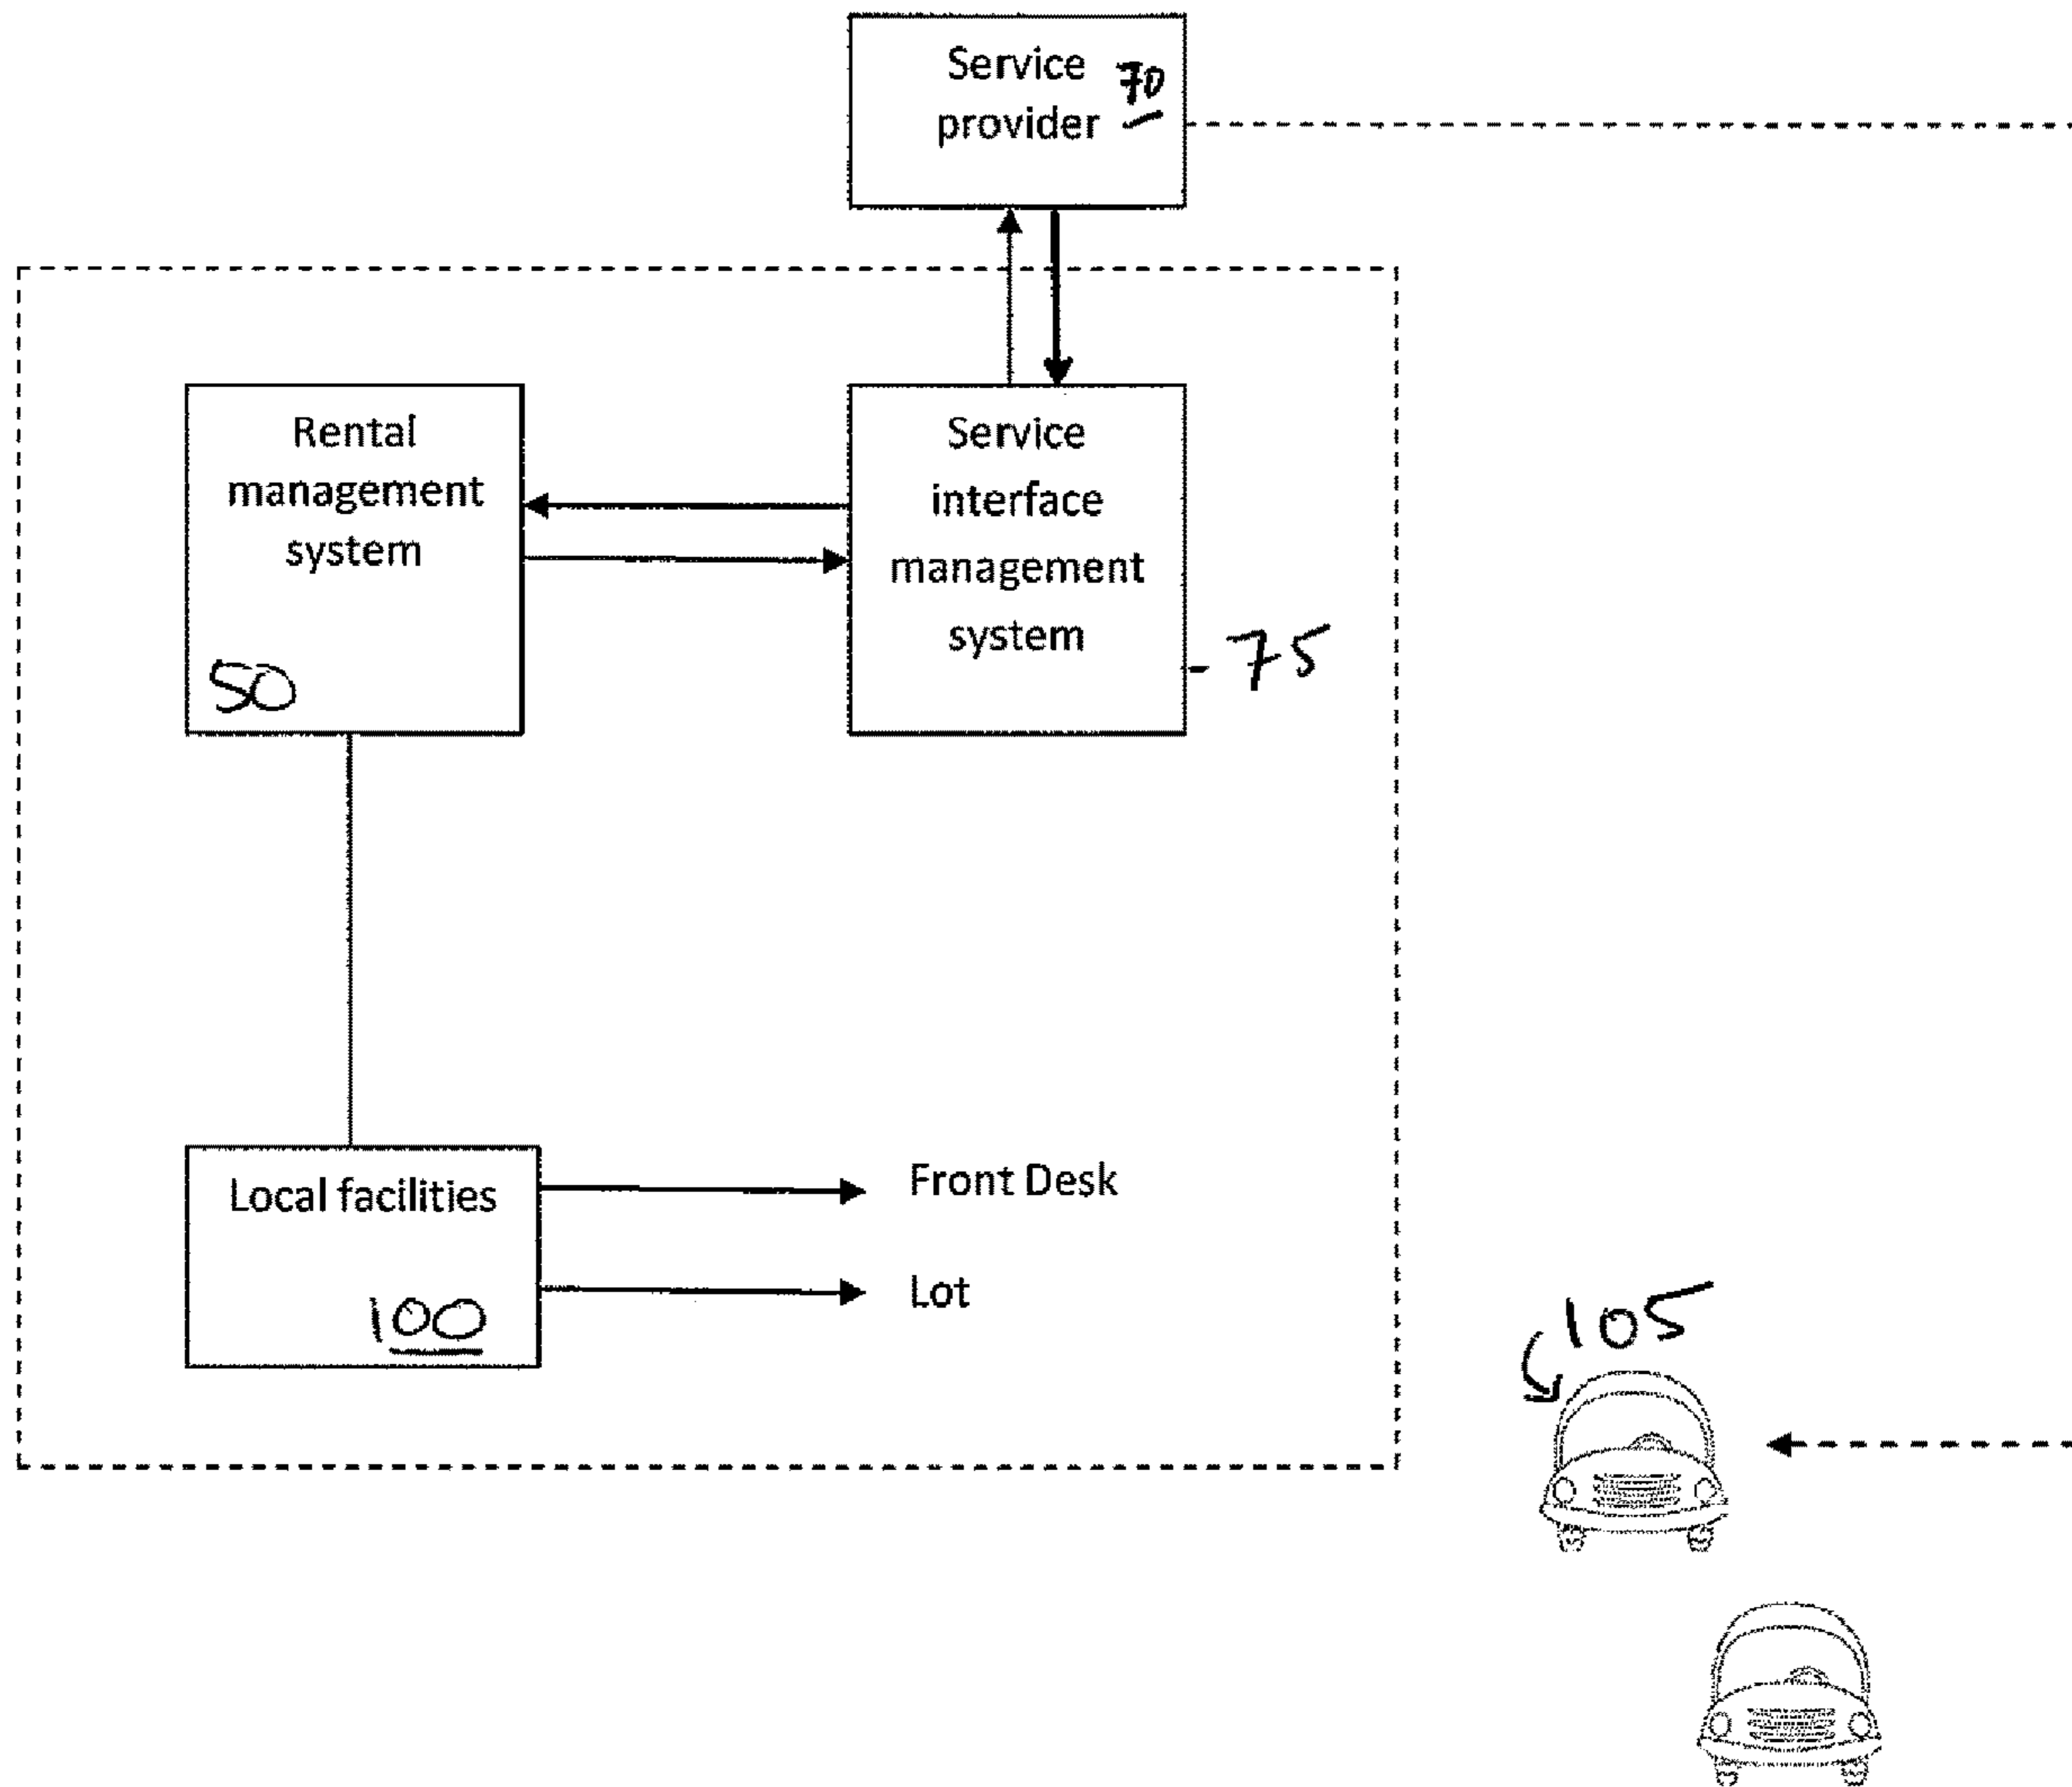 Service
provider 70
Rental
management
system
50
Service
interface
management
system
- 75
Local facilities
100
Front Desk
Lot
105